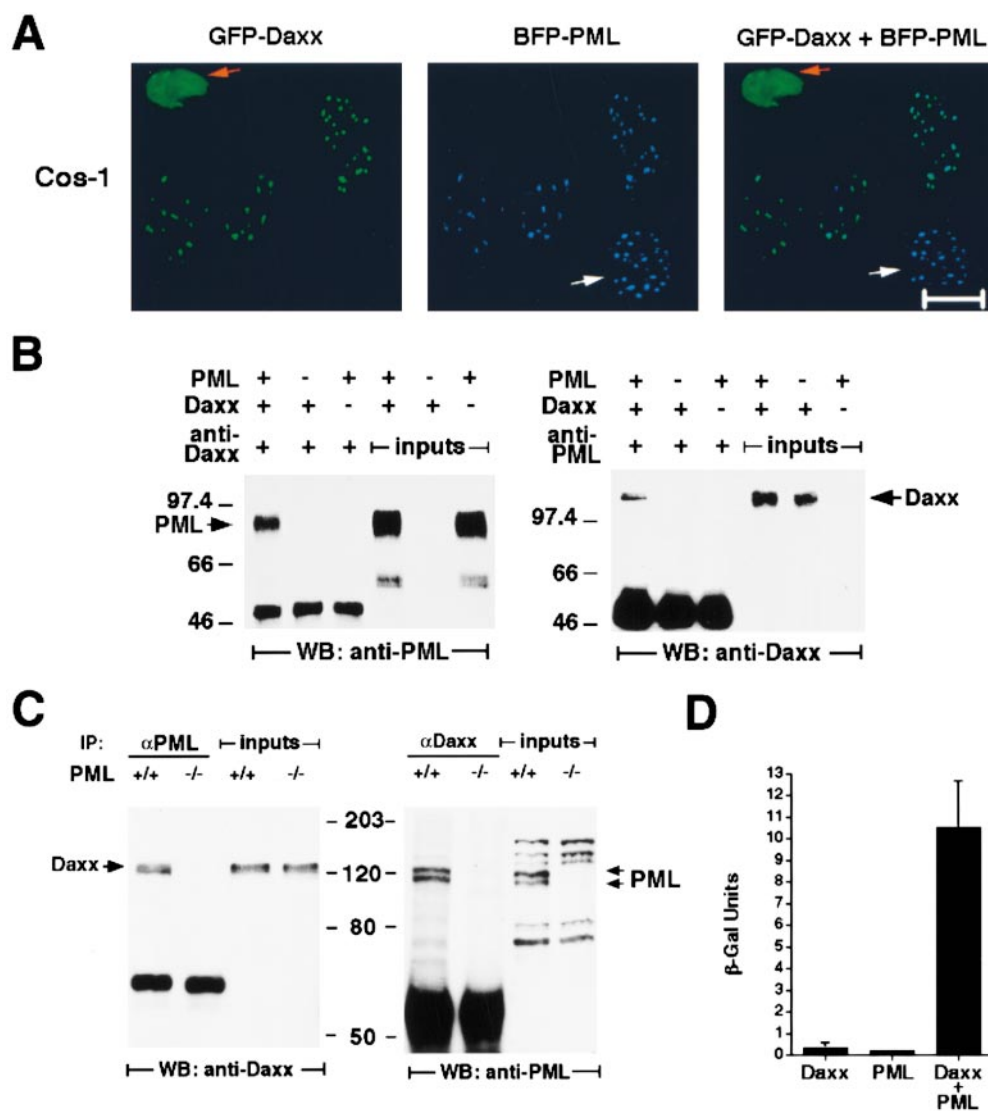 A
GFP-Daxx BFP-PML GFP-Daxx + BFP-PML
Cos-1
B
PML + - + + - +
Daxx + + - + + -
anti-Daxx + + + inputs
97.4
PML
66
46
WB: anti-PML
PML + - + + - +
Daxx + + - + + -
anti-PML + + + inputs
97.4
Daxx
66
46
WB: anti-Daxx
C
IP: αPML inputs
PML +/+ -/- +/+ -/-
Daxx
WB: anti-Daxx
- 203-
- 120 -
- 80 -
- 50 -
αDaxx inputs
+/+ -/- +/+ -/-
PML
WB: anti-PML
D
β-Gal Units
13
12
11
10
9
8
7
6
5
4
3
2
1
0
Daxx PML Daxx + PML